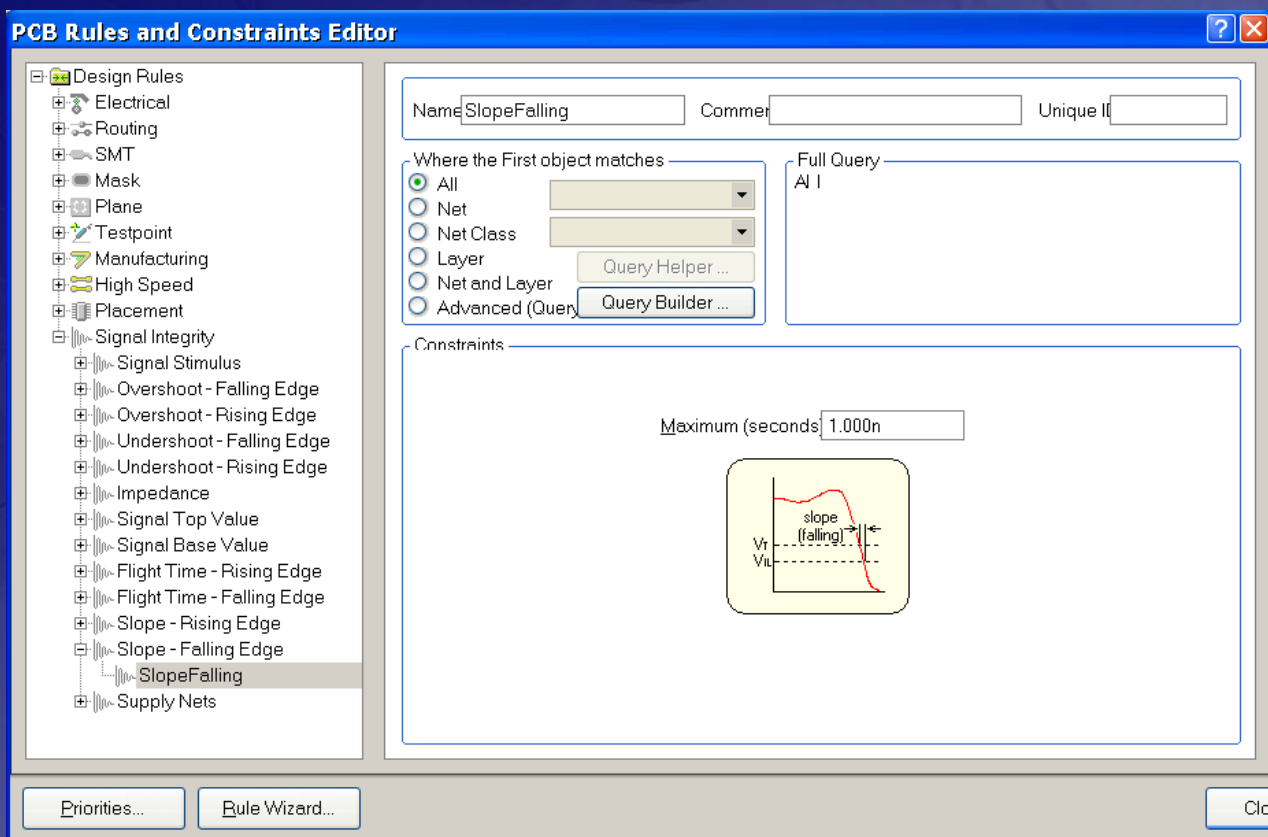 PCB Rules and Constraints Editor
Design Rules
Electrical
Routing
SMT
Mask
Plane
Testpoint
Manufacturing
High Speed
Placement
Signal Integrity
Signal Stimulus
Overshoot - Falling Edge
Overshoot - Rising Edge
Undershoot - Falling Edge
Undershoot - Rising Edge
Impedance
Signal Top Value
Signal Base Value
Flight Time - Rising Edge
Flight Time - Falling Edge
Slope - Rising Edge
Slope - Falling Edge
SlopeFalling
Supply Nets
Name SlopeFalling Commer Unique ID
Where the First object matches
All
Net
Net Class
Layer
Net and Layer
Advanced (Query
Query Helper ...
Query Builder ...
Full Query
All
Constraints
Maximum (seconds) 1.000n
slope
(falling)
VT
VIL
Priorities...
Rule Wizard...
Clo